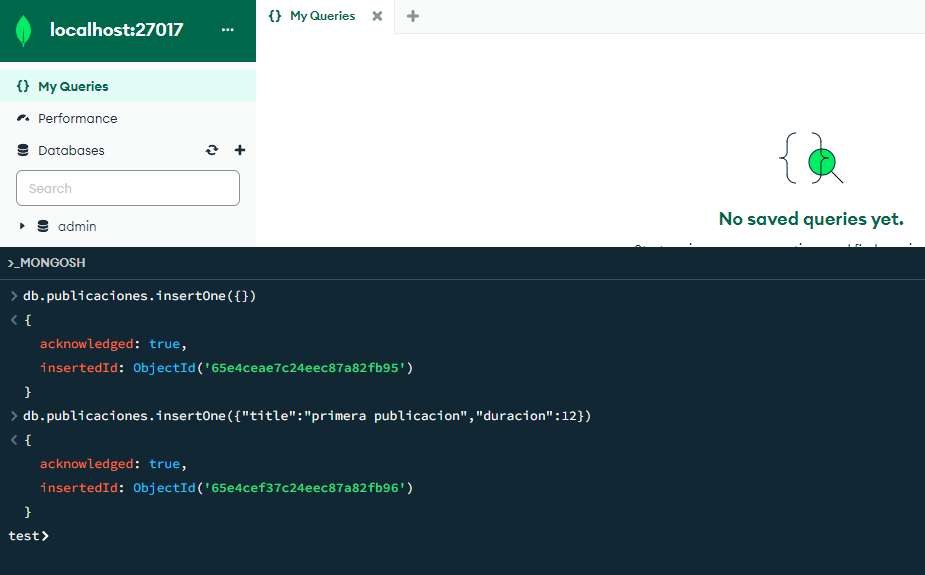 localhost:27017 ...
{} My Queries
{} My Queries
Performance
Databases
Search
admin
No saved queries yet.
>_MONGOSH
> db.publicaciones.insertOne({})
< {
acknowledged: true,
insertedId: ObjectId('65e4ceae7c24eec87a82fb95')
}
> db.publicaciones.insertOne({"title":"primera publicacion","duracion":12})
< {
acknowledged: true,
insertedId: ObjectId('65e4cef37c24eec87a82fb96')
}
test>